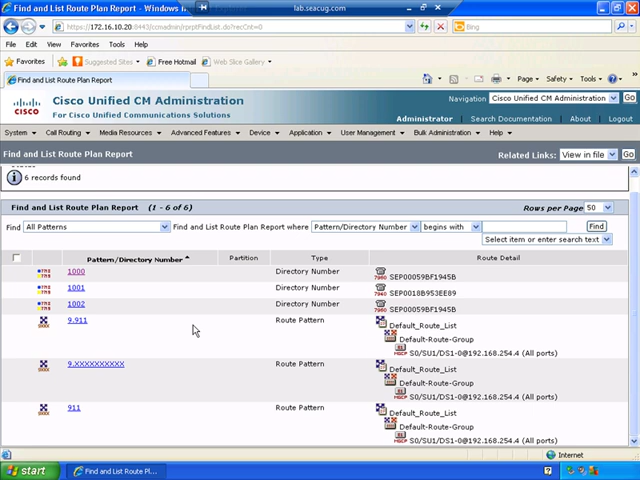 Find and List Route Plan Report - Windows In
lab.seacug.com
https://172.16.10.20:8443/ccmadmin/rprptFindList.do?recCnt=0
Bing
File Edit View Favorites Tools Help
Favorites Suggested Sites Free Hotmail Web Slice Gallery
Find and List Route Plan Report
Page Safety Tools
Cisco Unified CM Administration
CISCO For Cisco Unified Communications Solutions
Navigation Cisco Unified CM Administration Go
Administrator Search Documentation About Logout
System Call Routing Media Resources Advanced Features Device Application User Management Bulk Administration Help
Find and List Route Plan Report Related Links: View in file Go
Status
6 records found
Find and List Route Plan Report (1 - 6 of 6) Rows per Page 50
Find All Patterns Find and List Route Plan Report where Pattern/Directory Number begins with Find
Select item or enter search text
Pattern/Directory Number Partition Type Route Detail
1000 Directory Number 7960 SEP00059BF1945B
1001 Directory Number SEP0018B953EE89
1002 Directory Number 7960 SEP00059BF1945B
9.911 Route Pattern Default_Route_List
Default-Route-Group
MGCP S0/SU1/DS1-0@192.168.254.4 (All ports)
9.XXXXXXXXXX Route Pattern Default_Route_List
Default-Route-Group
MGCP S0/SU1/DS1-0@192.168.254.4 (All ports)
911 Route Pattern Default_Route_List
Default-Route-Group
MGCP S0/SU1/DS1-0@192.168.254.4 (All ports)
Internet
start Find and List Route Pl...